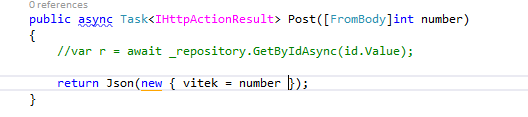 0 references
public async Task<IHttpActionResult> Post([FromBody]int number)
{
//var r = await _repository.GetByIdAsync(id.Value);
return Json(new { vitek = number });
}